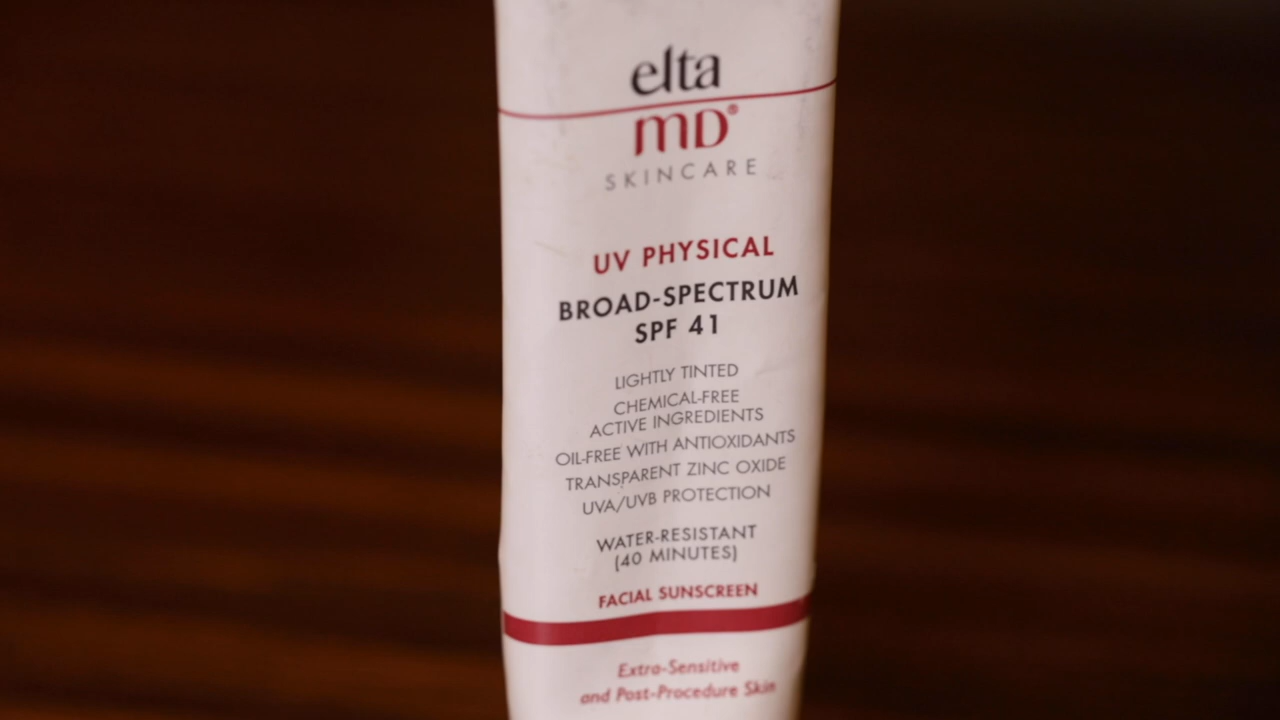 elta
MD®
SKINCARE
UV PHYSICAL
BROAD-SPECTRUM
SPF 41
LIGHTLY TINTED
CHEMICAL-FREE
ACTIVE INGREDIENTS
OIL-FREE WITH ANTIOXIDANTS
TRANSPARENT ZINC OXIDE
UVA/UVB PROTECTION
WATER-RESISTANT
(40 MINUTES)
FACIAL SUNSCREEN
Extra-Sensitive
and Post-Procedure Skin